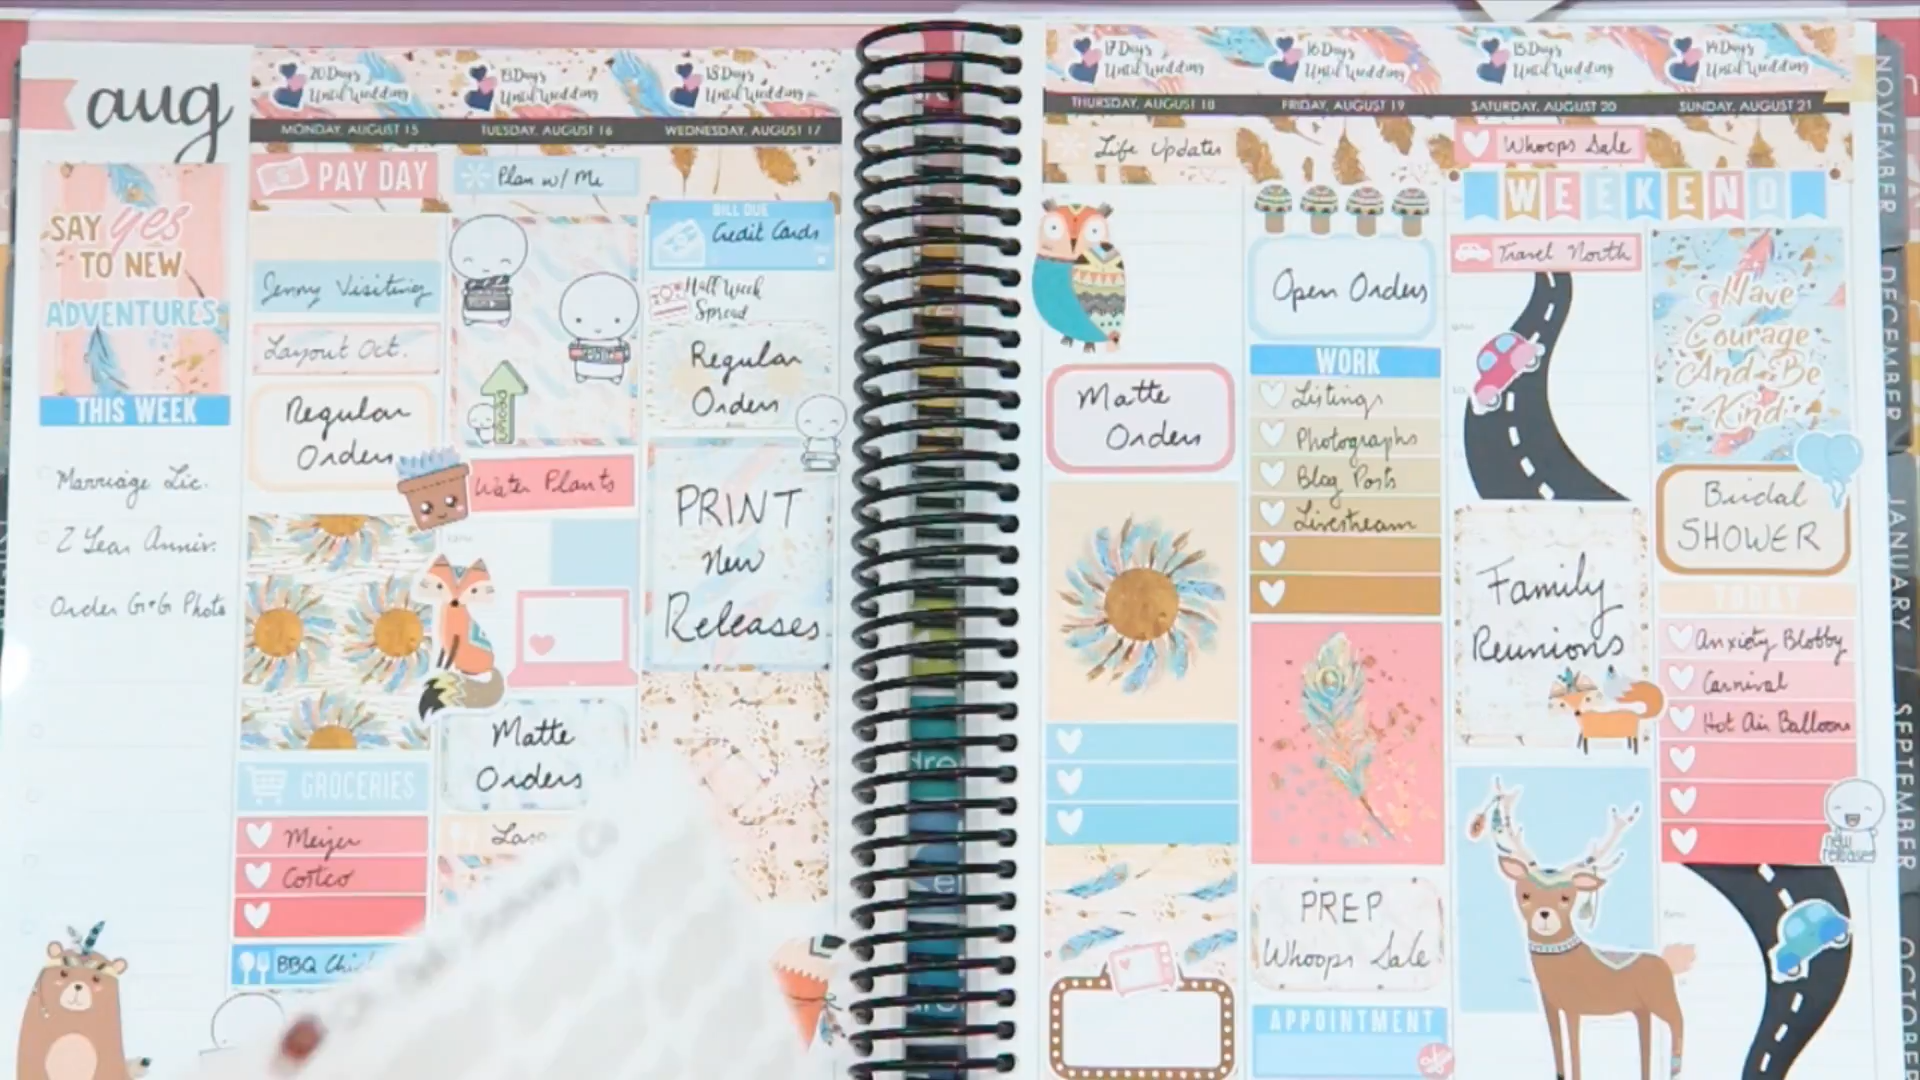 aug
SAY yes
TO NEW
ADVENTURES
THIS WEEK
Marriage Lic.
2 Year Anniv.
Order G+G Photo
20 Days
Until Wedding
MONDAY, AUGUST 15
PAY DAY
Jenny Visiting
Layout Oct.
Regular
Orders
GROCERIES
Meijer
Costco
BBQ
19 Days
Until Wedding
TUESDAY, AUGUST 16
Plan w/ Me
UPLOAD
Water Plants
Matte
Orders
18 Days
Until Wedding
WEDNESDAY, AUGUST 17
BILL DUE
Credit Cards
Half Week
Spread
Regular
Orders
PRINT
New
Releases
17 Days
Until Wedding
THURSDAY, AUGUST 18
Life Updates
Matte
Orders
16 Days
Until Wedding
FRIDAY, AUGUST 19
Open Orders
WORK
Listings
Photographs
Blog Posts
Livestream
PREP
Whoops Sale
APPOINTMENT
15 Days
Until Wedding
SATURDAY, AUGUST 20
Whoops Sale
WEEKEND
Travel North
Family
Reunions
14 Days
Until Wedding
SUNDAY, AUGUST 21
Have
Courage
And Be
Kind
Bridal
SHOWER
TODAY
Anxiety Blobby
Carnival
Hot Air Balloons
new
releases
NOVEMBER
DECEMBER
JANUARY
SEPTEMBER
OCTOBER